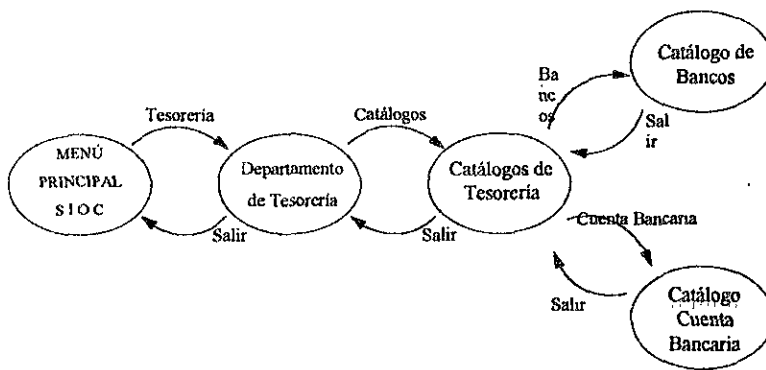 Tesorería
MENÚ
PRINCIPAL
S I O C
Salir
Departamento
de Tesorería
Catálogos
Salir
Catálogos de
Tesorería
Ba
nc
os
Catálogo de
Bancos
Sal
ir
Cuenta Bancaria
Salir
Catálogo
Cuenta
Bancaria